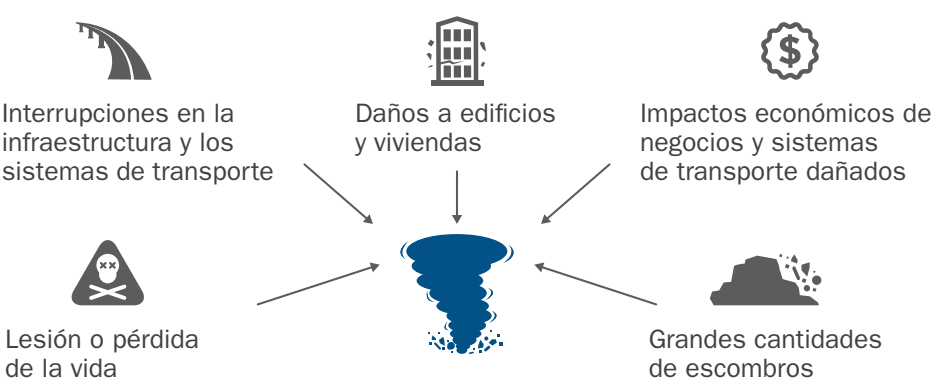 Interrupciones en la
infraestructura y los
sistemas de transporte
Daños a edificios
y viviendas
Impactos económicos de
negocios y sistemas
de transporte dañados
Lesión o pérdida
de la vida
Grandes cantidades
de escombros